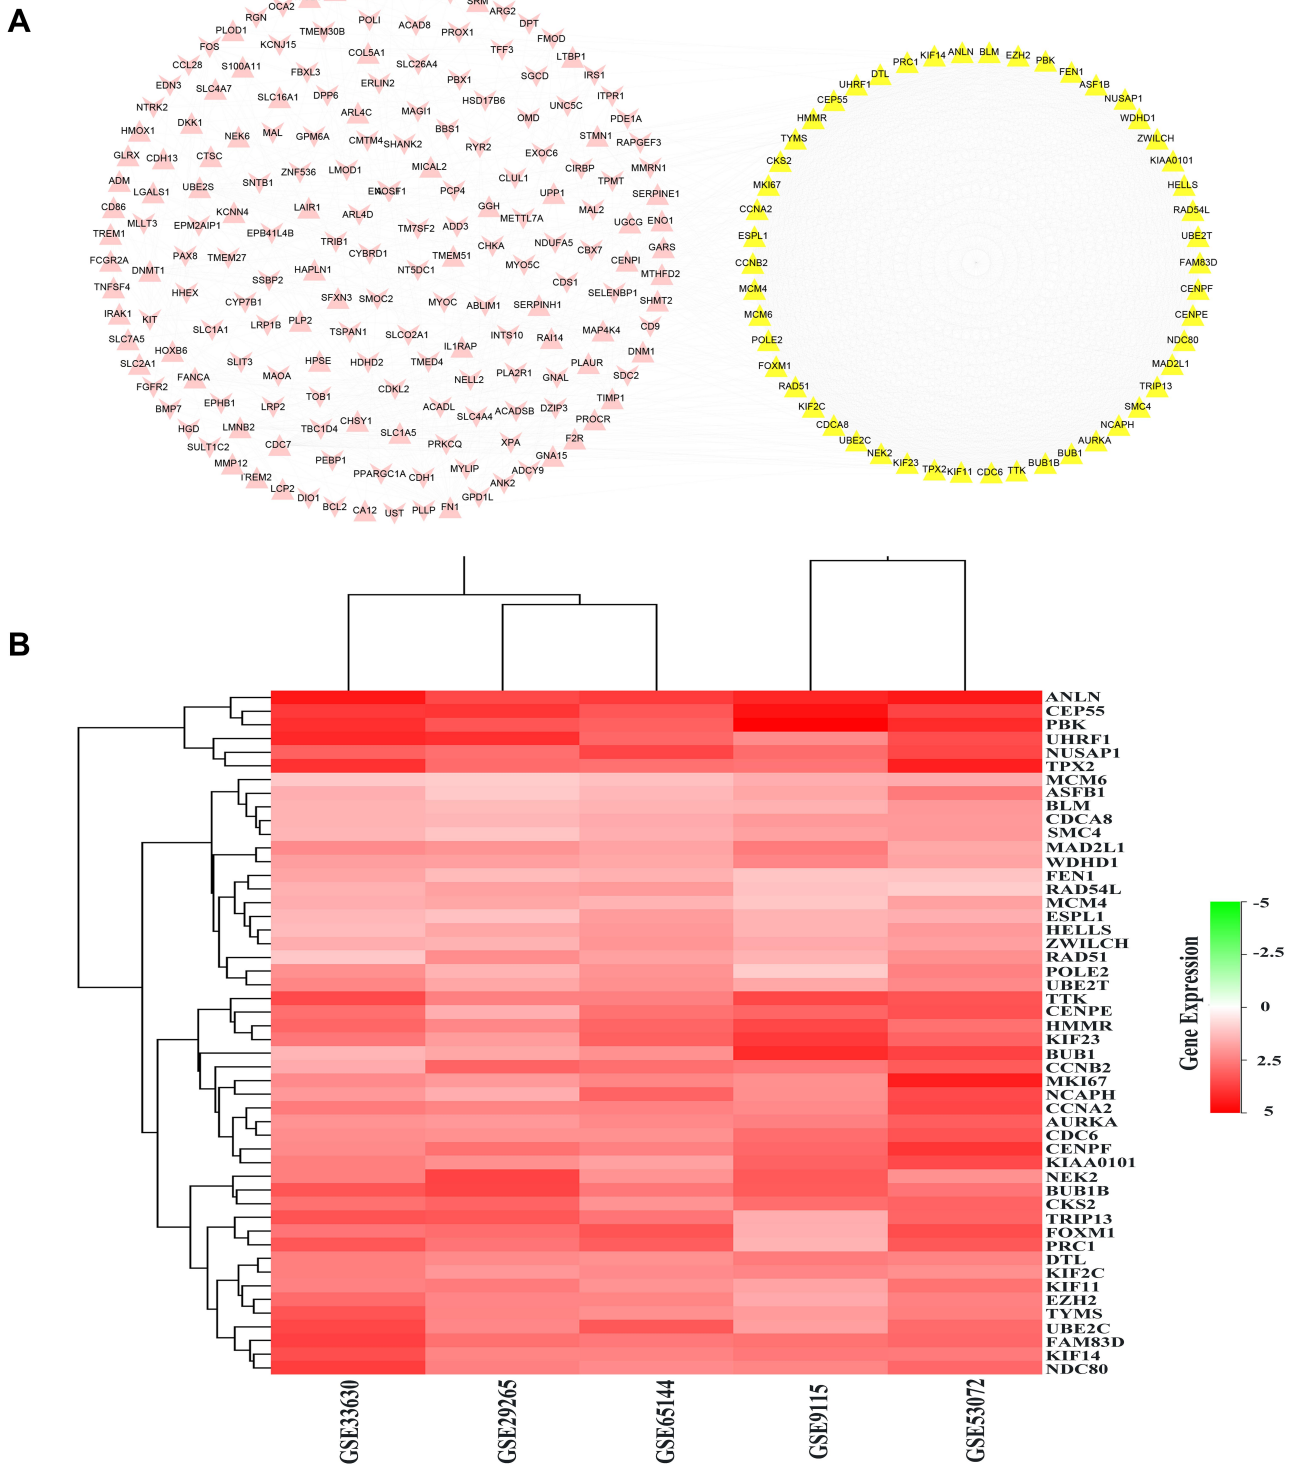 A
OCA2
SRM
ARG2
RGN
POLI
ACAD8
DPT
PLOD1
TMEM30B
PROX1
FMOD
FOS
KCNJ15
COL5A1
TFF3
LTBP1
CCL28
S100A11
FBXL3
SLC26A4
IRS1
EDN3
SLC4A7
ERLIN2
PBX1
SGCD
ITPR1
NTRK2
SLC16A1
DPP6
HSD17B6
UNC5C
PDE1A
HMOX1
DKK1
ARL4C
MAGI1
OMD
STMN1
RAPGEF3
NEK6
MAL
GPM6A
CMTM4
SHANK2
BBS1
RYR2
GLRX
CDH13
CTSC
ZNF536
LMOD1
MICAL2
EXOC6
CIRBP
MMRN1
ADM
LGALS1
UBE2S
SNTB1
ENOSF1
PCP4
CLUL1
UPP1
TPMT
SERPINE1
CD86
MLLT3
EPM2AIP1
KCNN4
LAIR1
ARL4D
GGH
METTL7A
MAL2
UGCG
ENO1
TREM1
EPB41L4B
TRIB1
TM7SF2
ADD3
CHKA
NDUFA5
CBX7
GARS
FCGR2A
DNMT1
PAX8
TMEM27
CYBRD1
TMEM51
MYO5C
CENPI
MTHFD2
TNFSF4
HHEX
SSBP2
HAPLN1
NT5DC1
CDS1
SELENBP1
SHMT2
IRAK1
KIT
CYP7B1
SFXN3
SMOC2
MYOC
ABLIM1
SERPINH1
CD9
SLC7A5
SLC1A1
LRP1B
PLP2
TSPAN1
SLCO2A1
INTS10
RAI14
MAP4K4
DNM1
SLC2A1
HOXB6
SLIT3
HPSE
HDHD2
TMED4
IL1RAP
PLAUR
SDC2
FGFR2
FANCA
MAOA
CDKL2
NELL2
PLA2R1
GNAL
TIMP1
BMP7
EPHB1
LRP2
TOB1
ACADL
SLC4A4
ACADSB
DZIP3
PROCR
HGD
LMNB2
TBC1D4
CHSY1
SLC1A5
F2R
SULT1C2
CDC7
PRKCQ
XPA
GNA15
MMP12
PEBP1
MYLIP
ADCY9
TREM2
LCP2
PPARGC1A
CDH1
ANK2
DIO1
BCL2
CA12
UST
PLLP
FN1
GPD1L
ANLN
BLM
EZH2
PBK
FEN1
ASF1B
NUSAP1
WDHD1
ZWILCH
KIAA0101
HELLS
RAD54L
UBE2T
FAM83D
CENPF
CENPE
NDC80
MAD2L1
TRIP13
SMC4
NCAPH
AURKA
BUB1
BUB1B
TTK
CDC6
KIF11
TPX2
KIF23
NEK2
UBE2C
CDCA8
KIF2C
RAD51
FOXM1
POLE2
MCM6
MCM4
CCNB2
ESPL1
CCNA2
MKI67
CKS2
TYMS
HMMR
CEP55
UHRF1
DTL
PRC1
KIF14
B
ANLN
CEP55
PBK
UHRF1
NUSAP1
TPX2
MCM6
ASFB1
BLM
CDCA8
SMC4
MAD2L1
WDHD1
FEN1
RAD54L
MCM4
ESPL1
HELLS
ZWILCH
RAD51
POLE2
UBE2T
TTK
CENPE
HMMR
KIF23
BUB1
CCNB2
MKI67
NCAPH
CCNA2
AURKA
CDC6
CENPF
KIAA0101
NEK2
BUB1B
CKS2
TRIP13
FOXM1
PRC1
DTL
KIF2C
KIF11
EZH2
TYMS
UBE2C
FAM83D
KIF14
NDC80
GSE33630
GSE29265
GSE65144
GSE9115
GSE53072
Gene Expression
-5
-2.5
0
2.5
5